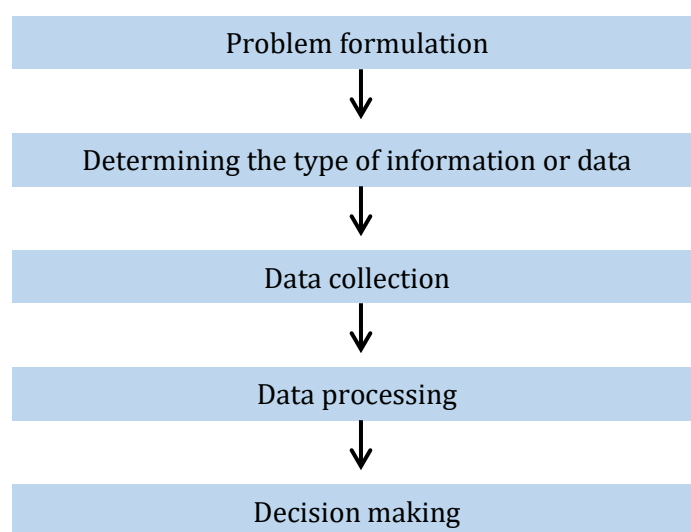 Problem formulation
Determining the type of information or data
Data collection
Data processing
Decision making